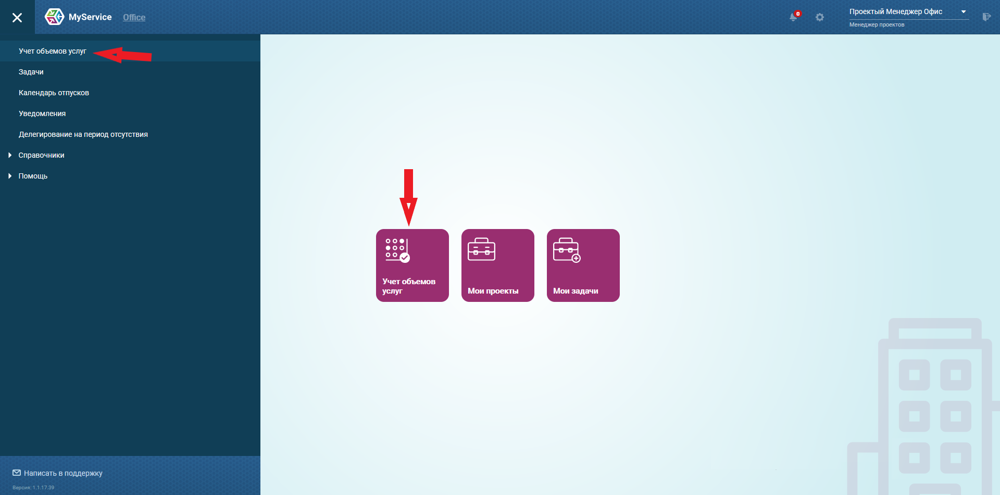 MyService Office
0
Проектый Менеджер Офис
Менеджер проектов
Учет объемов услуг
Задачи
Календарь отпусков
Уведомления
Делегирование на период отсутствия
Справочники
Помощь
Учет объемов
услуг
Мои проекты
Мои задачи
Написать в поддержку
Версия: 1.1.17.39